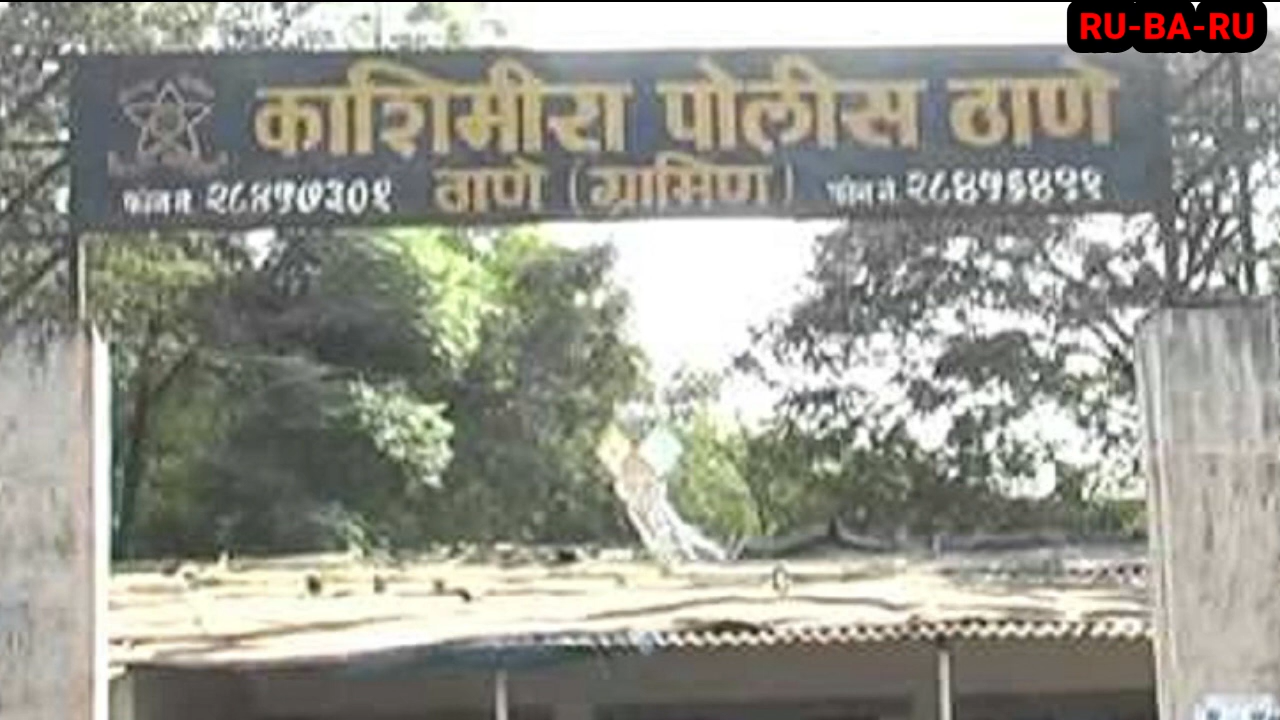 RU-BA-RU
काशिमीरा पोलीस ठाणे
ठाणे (ग्रामिण)
फोन नं २८४५७३०१
फोन नं २८४५६४११